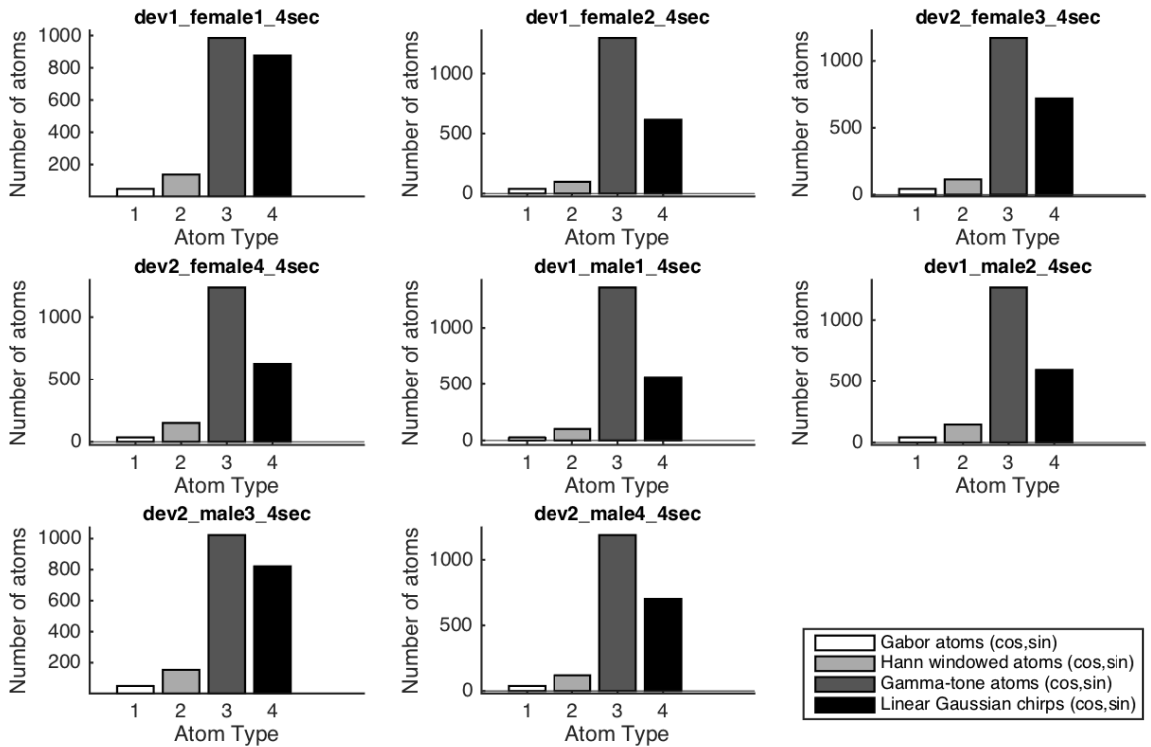 dev1_female1_4sec
Number of atoms
1000
800
600
400
200
1 2 3 4
Atom Type
dev1_female2_4sec
Number of atoms
1000
500
0
1 2 3 4
Atom Type
dev2_female3_4sec
Number of atoms
1000
500
0
1 2 3 4
Atom Type
dev2_female4_4sec
Number of atoms
1000
500
0
1 2 3 4
Atom Type
dev1_male1_4sec
Number of atoms
1000
500
0
1 2 3 4
Atom Type
dev1_male2_4sec
Number of atoms
1000
500
0
1 2 3 4
Atom Type
dev2_male3_4sec
Number of atoms
1000
800
600
400
200
1 2 3 4
Atom Type
dev2_male4_4sec
Number of atoms
1000
500
0
1 2 3 4
Atom Type
Gabor atoms (cos,sin)
Hann windowed atoms (cos,sin)
Gamma-tone atoms (cos,sin)
Linear Gaussian chirps (cos,sin)